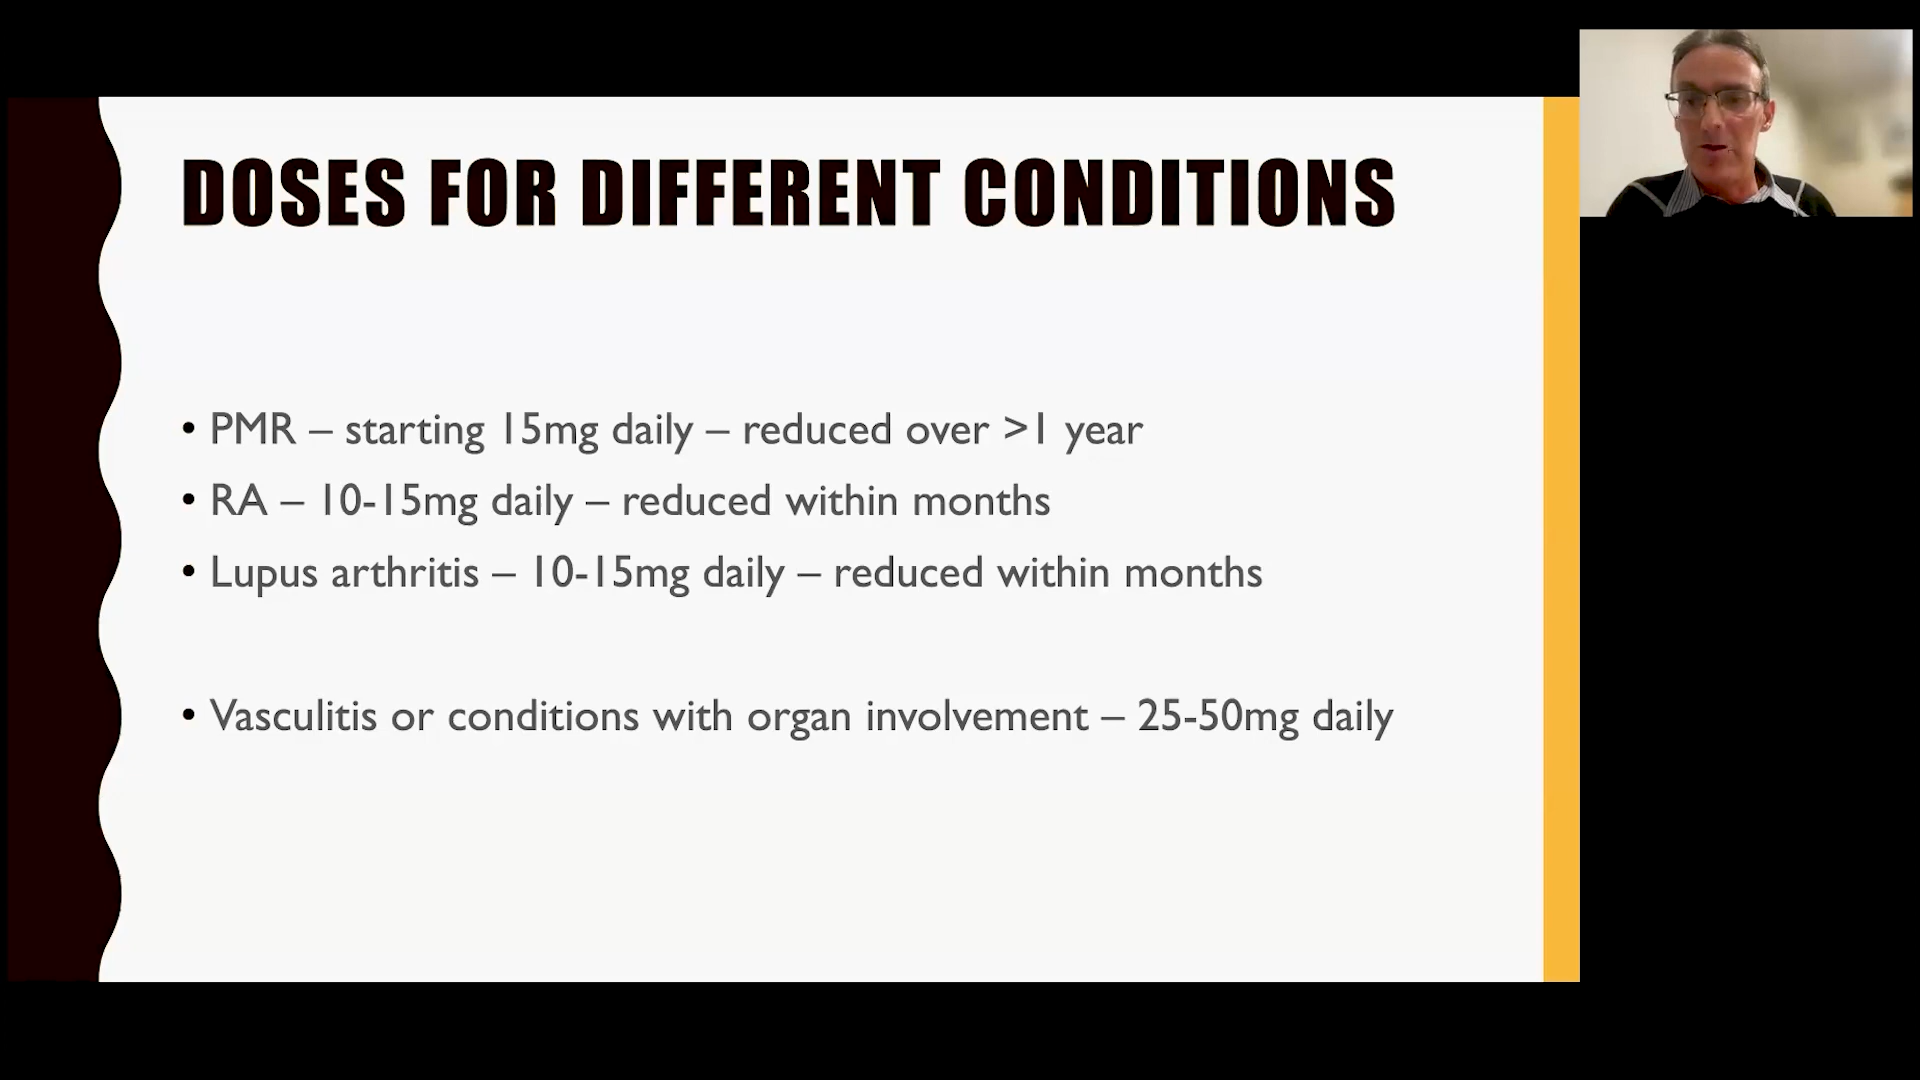 DOSES FOR DIFFERENT CONDITIONS
• PMR – starting 15mg daily – reduced over >1 year
• RA – 10-15mg daily – reduced within months
• Lupus arthritis – 10-15mg daily – reduced within months
• Vasculitis or conditions with organ involvement – 25-50mg daily